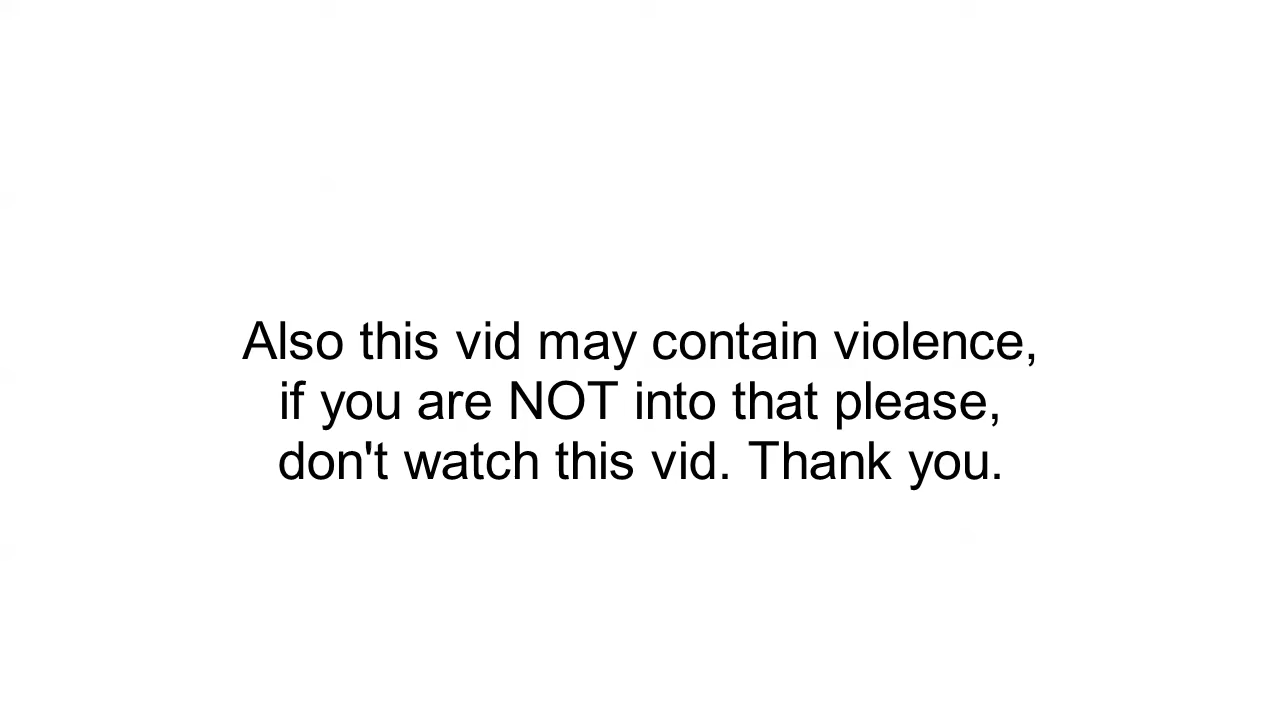 Also this vid may contain violence,
if you are NOT into that please,
don't watch this vid. Thank you.